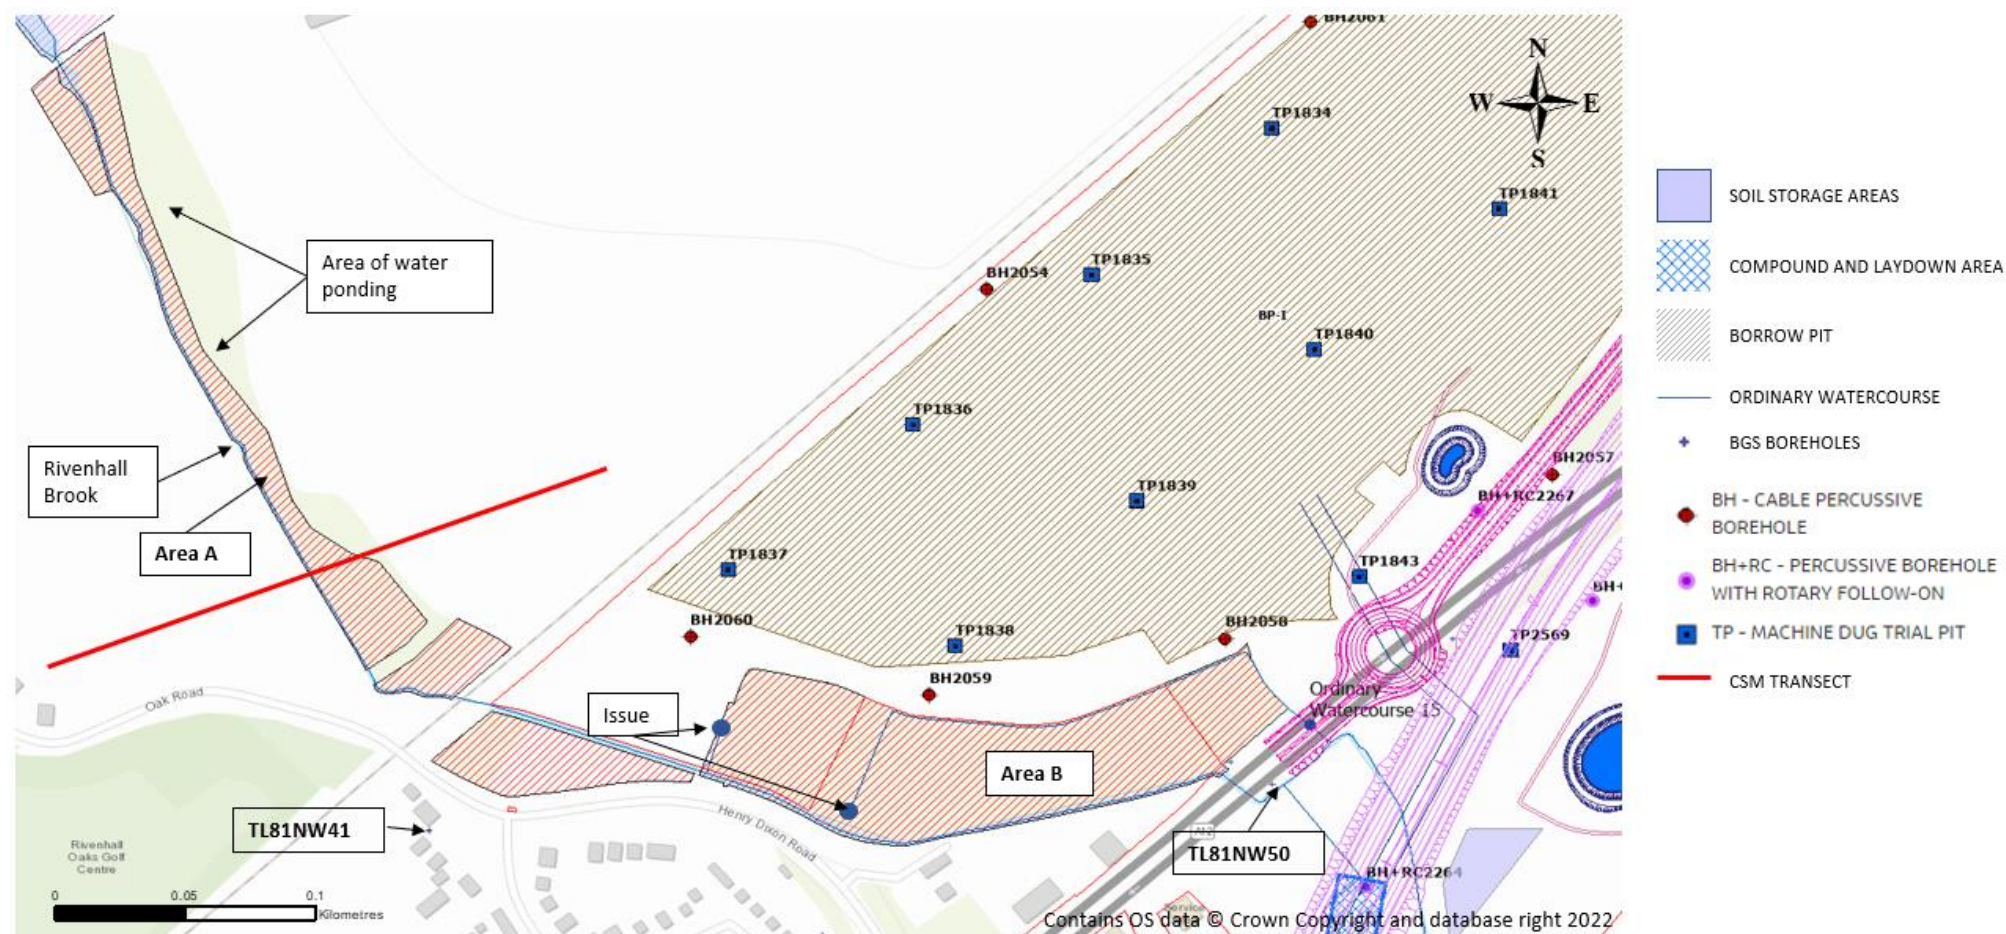 BH2061
N
W E
S
TP1834
TP1841
Area of water
ponding
BH2054
TP1835
BP-I
TP1840
TP1836
Rivenhall
Brook
Area A
TP1839
BH2057
BH+RC2267
TP1837
TP1843
BH+
BH2060
TP1838
BH2058
TP2569
BH2059
Oak Road
Issue
Ordinary
Watercourse 15
Area B
Henry Dixon Road
TL81NW41
A12
TL81NW50
Rivenhall
Oaks Golf
Centre
BH+RC2264
0 0.05 0.1
Kilometres
Service
Contains OS data © Crown Copyright and database right 2022
SOIL STORAGE AREAS
COMPOUND AND LAYDOWN AREA
BORROW PIT
ORDINARY WATERCOURSE
BGS BOREHOLES
BH - CABLE PERCUSSIVE
BOREHOLE
BH+RC - PERCUSSIVE BOREHOLE
WITH ROTARY FOLLOW-ON
TP - MACHINE DUG TRIAL PIT
CSM TRANSECT